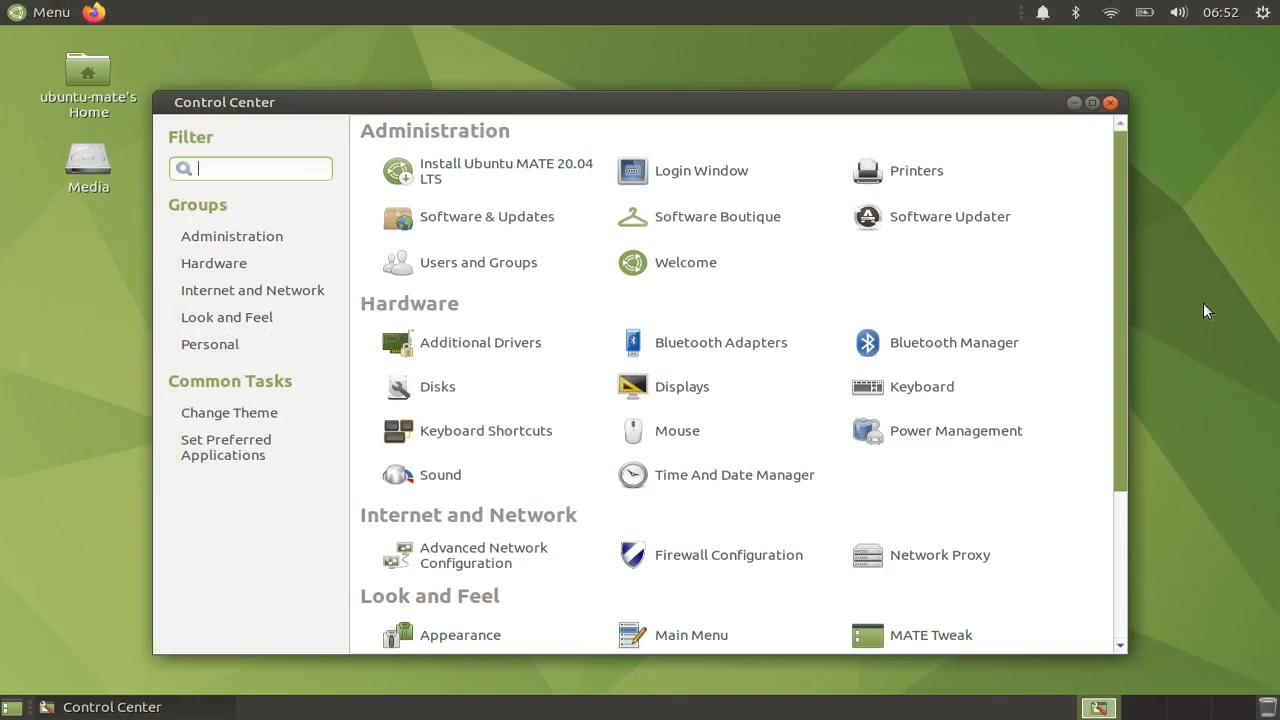 Menu
06:52
ubuntu-mate's
Home
Media
Control Center
Filter
Groups
Administration
Hardware
Internet and Network
Look and Feel
Personal
Common Tasks
Change Theme
Set Preferred
Applications
Administration
Install Ubuntu MATE 20.04
LTS
Login Window
Printers
Software & Updates
Software Boutique
Software Updater
Users and Groups
Welcome
Hardware
Additional Drivers
Bluetooth Adapters
Bluetooth Manager
Disks
Displays
Keyboard
Keyboard Shortcuts
Mouse
Power Management
Sound
Time And Date Manager
Internet and Network
Advanced Network
Configuration
Firewall Configuration
Network Proxy
Look and Feel
Appearance
Main Menu
MATE Tweak
Control Center